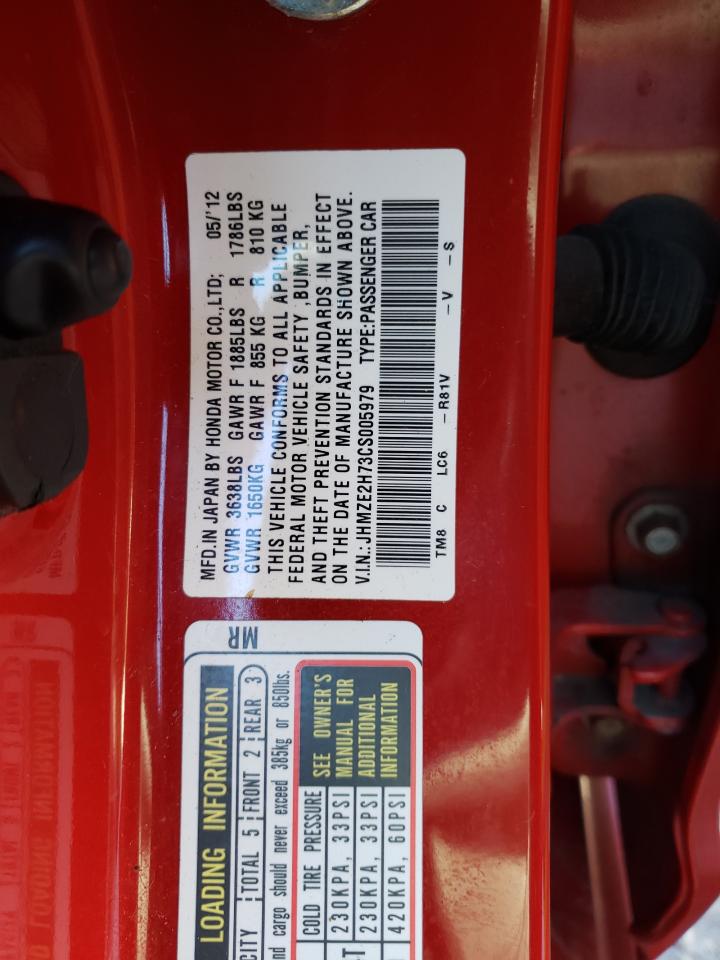 MFD.IN JAPAN BY HONDA MOTOR CO.,LTD; 05/'12
GVWR 3638LBS GAWR F 1885LBS R 1786LBS
GVWR 1650KG GAWR F 855 KG R 810 KG
THIS VEHICLE CONFORMS TO ALL APPLICABLE
FEDERAL MOTOR VEHICLE SAFETY ,BUMPER,
AND THEFT PREVENTION STANDARDS IN EFFECT
ON THE DATE OF MANUFACTURE SHOWN ABOVE.
V.I.N.:JHMZE2H73CS005979 TYPE:PASSENGER CAR
TM8 C LC6 -R81V -V -S
MR
LOADING INFORMATION
CITY TOTAL 5 FRONT 2 REAR 3
nd cargo should never exceed 385kg or 850lbs.
COLD TIRE PRESSURE
230KPA, 33PSI
230KPA, 33PSI
420KPA, 60PSI
SEE OWNER'S
MANUAL FOR
ADDITIONAL
INFORMATION